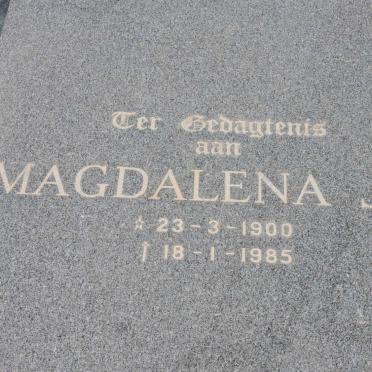 Ter Gedagtenis
aan
MAGDALENA
☆ 23-3-1900
† 18-1-1985